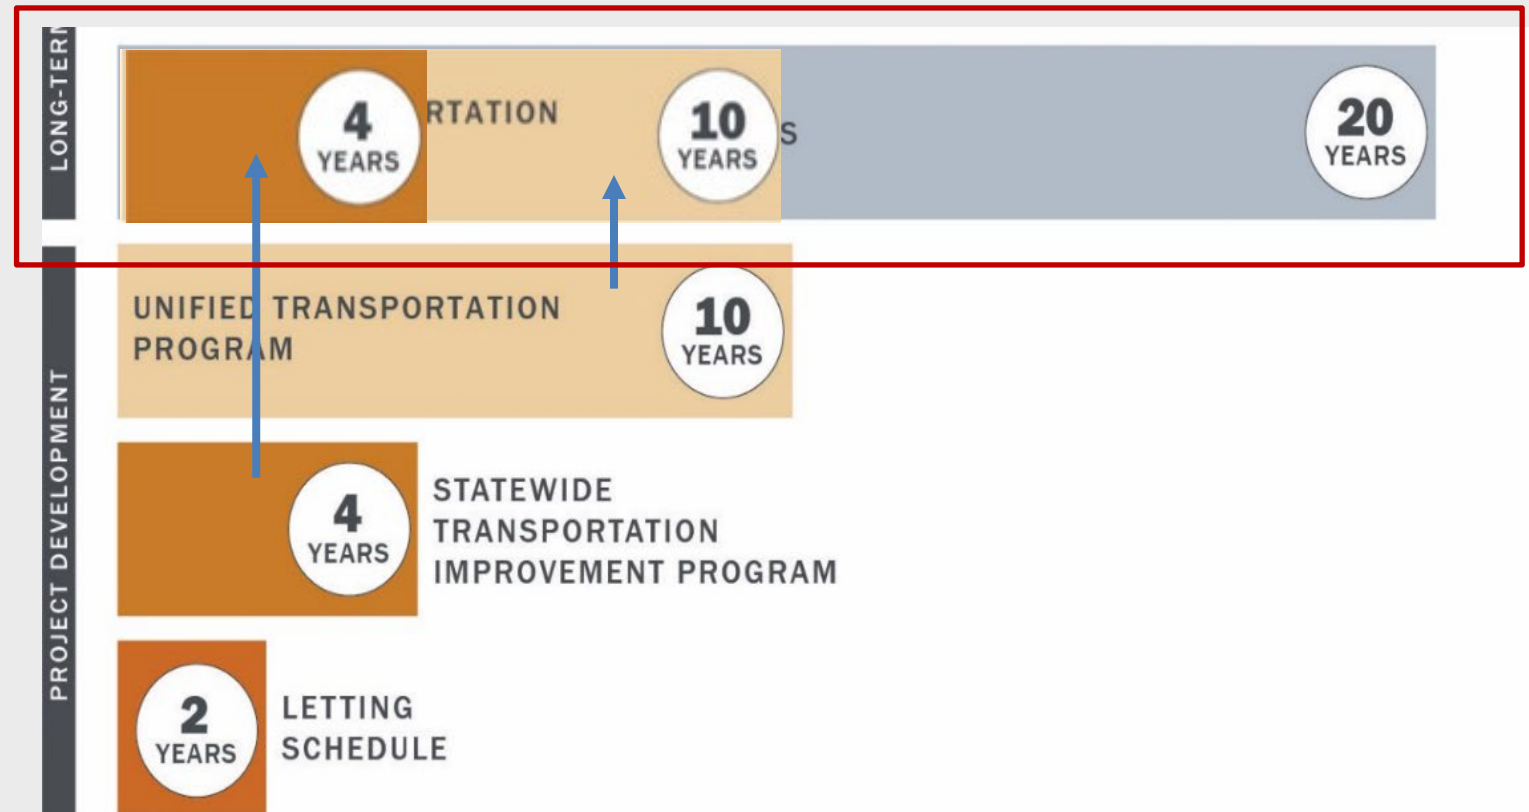 LONG-TERM
4
YEARS
RTATION
10
YEARS
S
20
YEARS
PROJECT DEVELOPMENT
UNIFIED TRANSPORTATION
PROGRAM
10
YEARS
4
YEARS
STATEWIDE
TRANSPORTATION
IMPROVEMENT PROGRAM
2
YEARS
LETTING
SCHEDULE